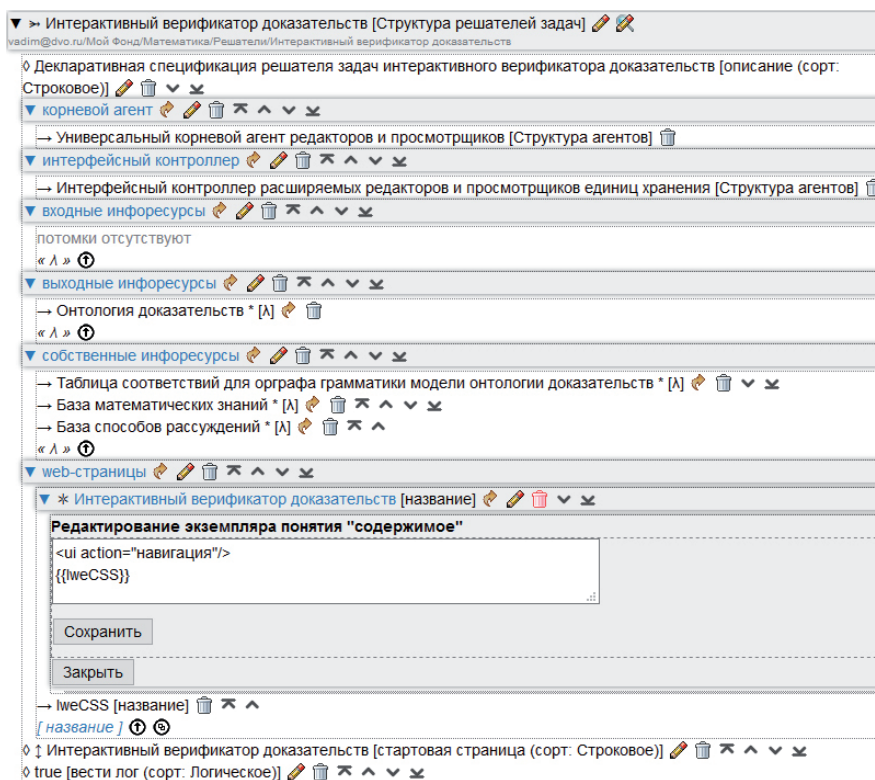 ▼ ➳ Интерактивный верификатор доказательств [Структура решателей задач]
vadim@dvo.ru/Мой Фонд/Математика/Решатели/Интерактивный верификатор доказательств
◊ Декларативная спецификация решателя задач интерактивного верификатора доказательств [описание (сорт:
Строковое)]
▼ корневой агент
→ Универсальный корневой агент редакторов и просмотрщиков [Структура агентов]
▼ интерфейсный контроллер
→ Интерфейсный контроллер расширяемых редакторов и просмотрщиков единиц хранения [Структура агентов]
▼ входные инфоресурсы
потомки отсутствуют
« λ »
▼ выходные инфоресурсы
→ Онтология доказательств * [λ]
« λ »
▼ собственные инфоресурсы
→ Таблица соответствий для орграфа грамматики модели онтологии доказательств * [λ]
→ База математических знаний * [λ]
→ База способов рассуждений * [λ]
« λ »
▼ web-страницы
▼ ∗ Интерактивный верификатор доказательств [название]
Редактирование экземпляра понятия "содержимое"
<ui action="навигация"/>
{{IweCSS}}
Сохранить
Закрыть
→ IweCSS [название]
[ название ]
◊ ↕ Интерактивный верификатор доказательств [стартовая страница (сорт: Строковое)]
◊ true [вести лог (сорт: Логическое)]